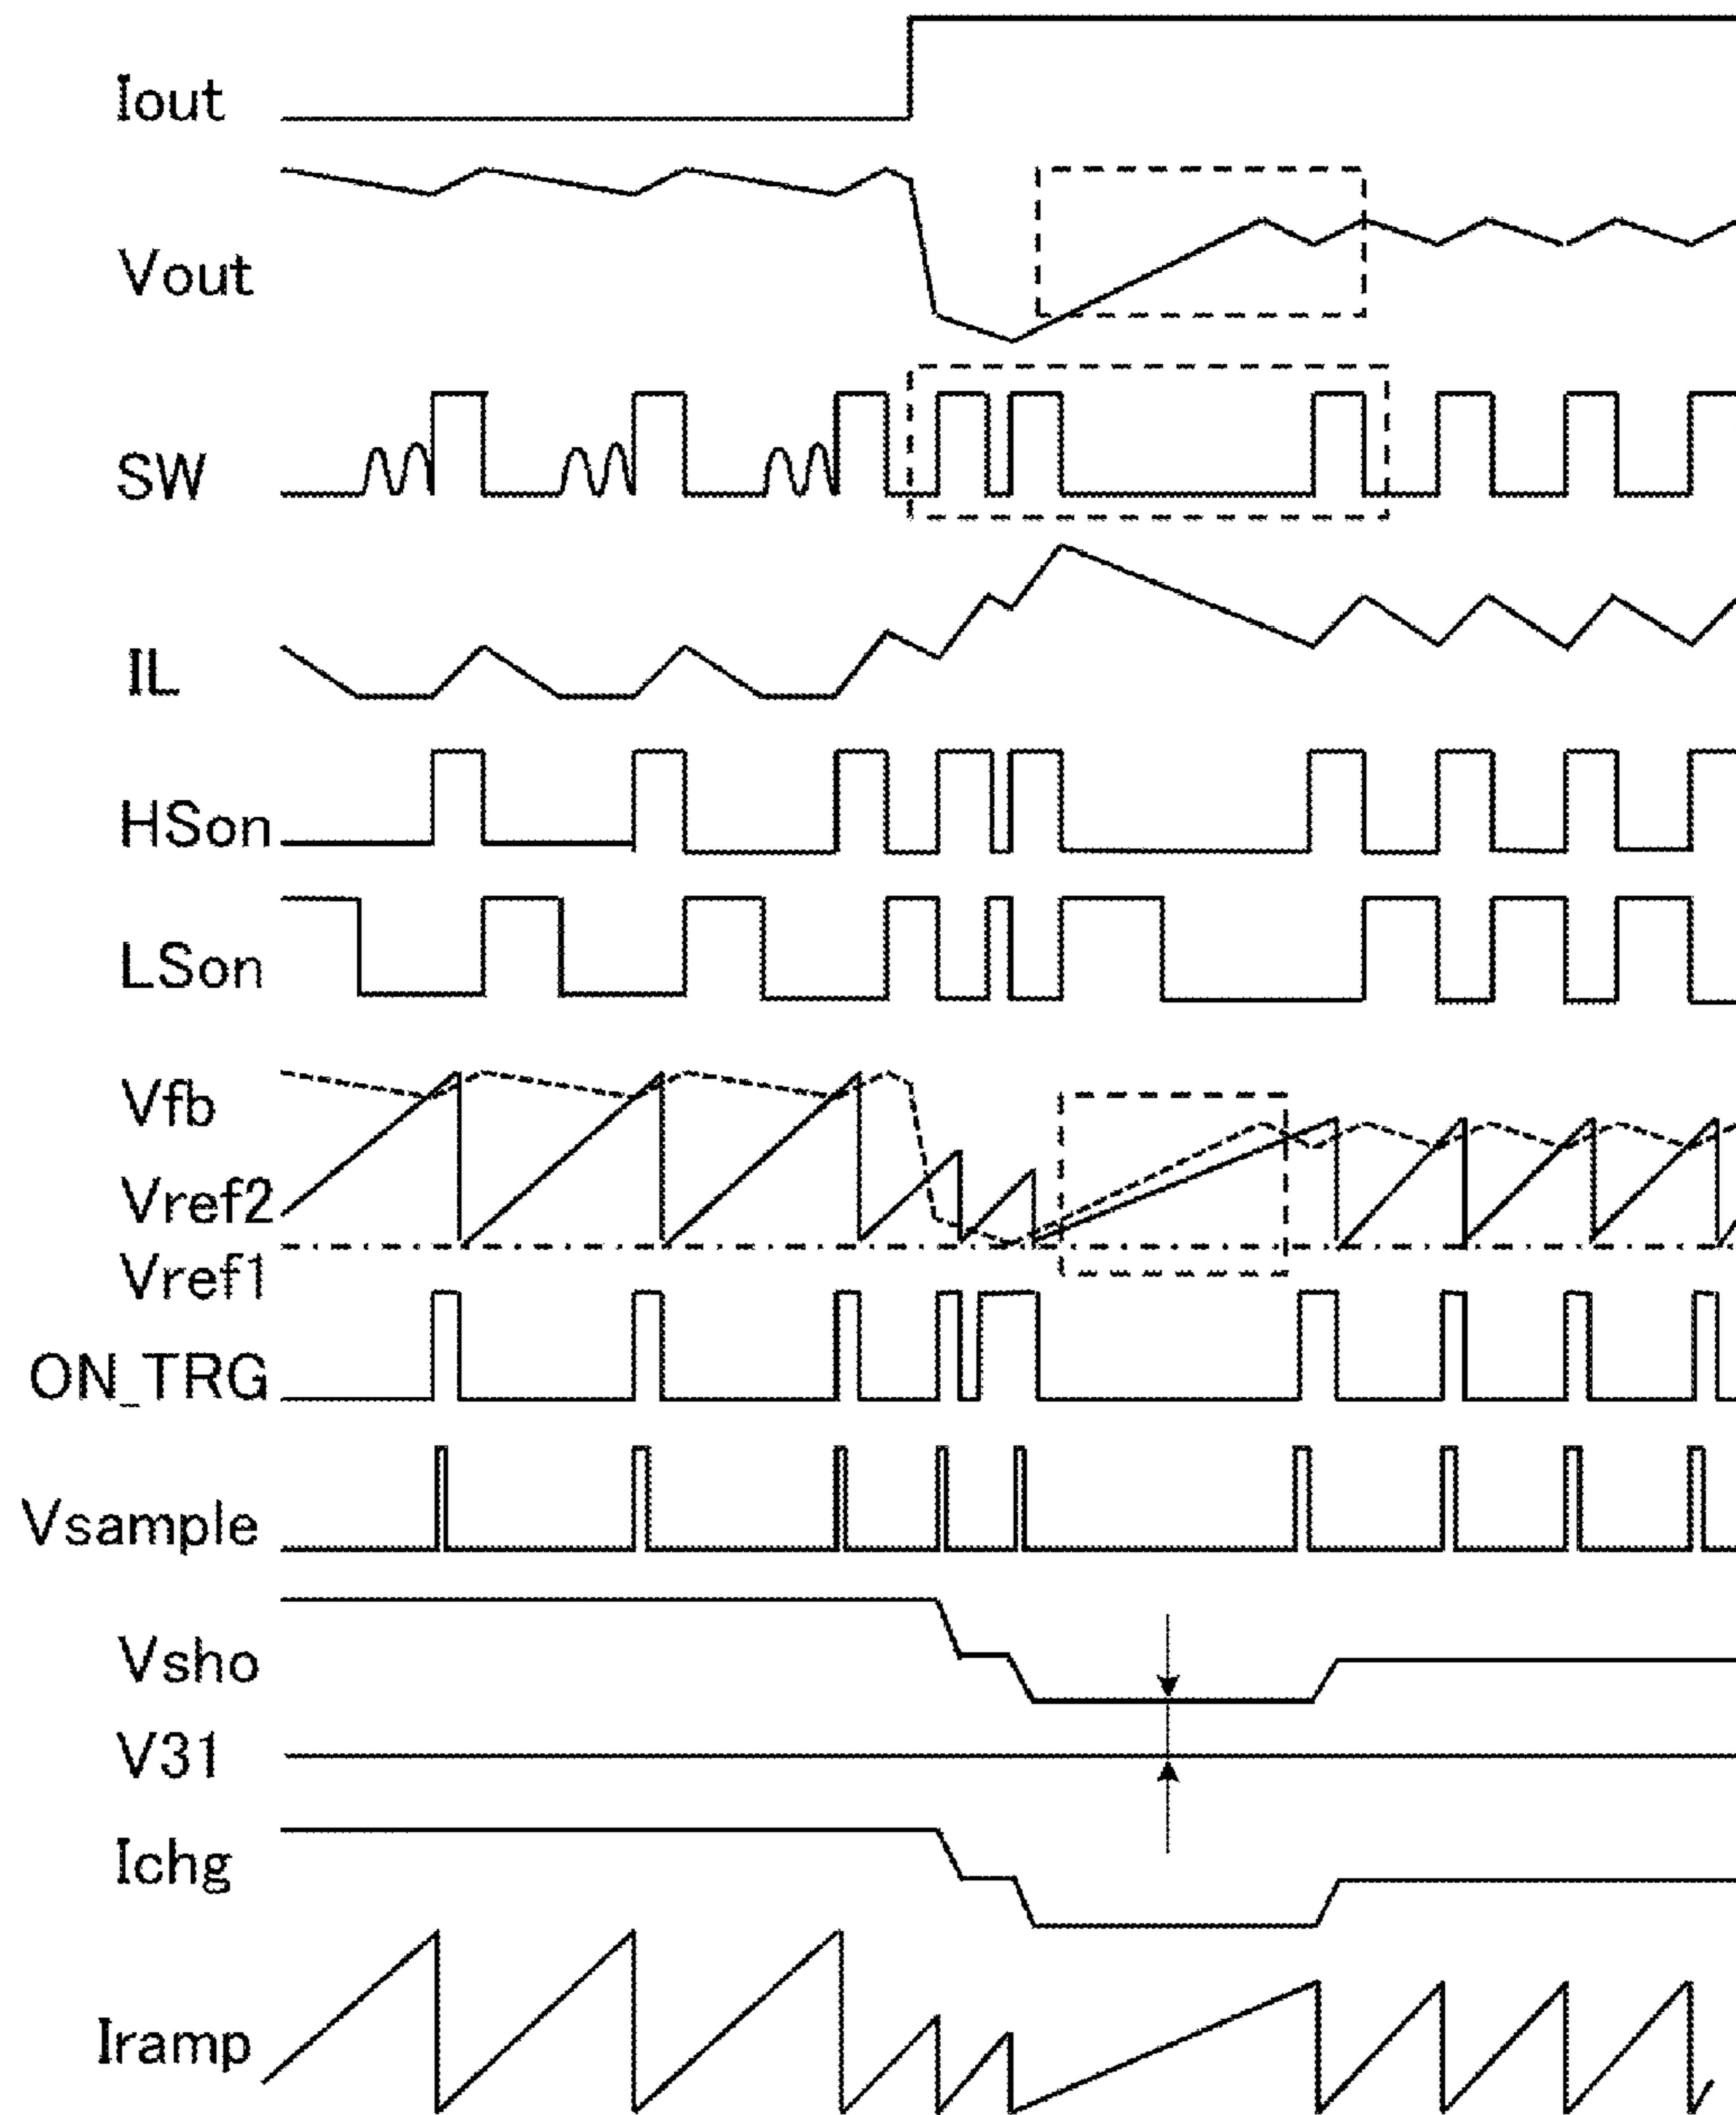 Iout
Vout
SW
IL
HSon
LSon
Vfb
Vref2
Vref1
ON_TRG
Vsample
Vsho
V31
Ichg
Iramp